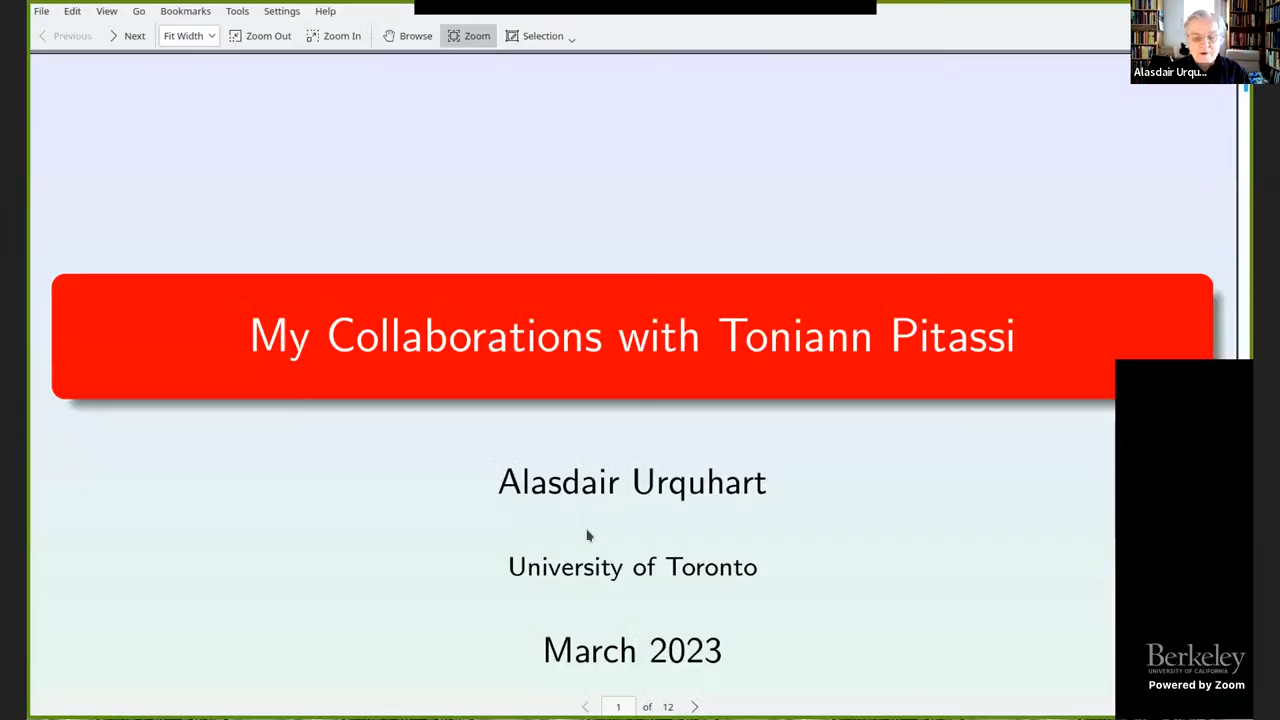 File Edit View Go Bookmarks Tools Settings Help
Previous Next Fit Width Zoom Out Zoom In Browse Zoom Selection
Alasdair Urqu...
My Collaborations with Toniann Pitassi
Alasdair Urquhart
University of Toronto
March 2023
Berkeley
UNIVERSITY OF CALIFORNIA
Powered by Zoom
1 of 12